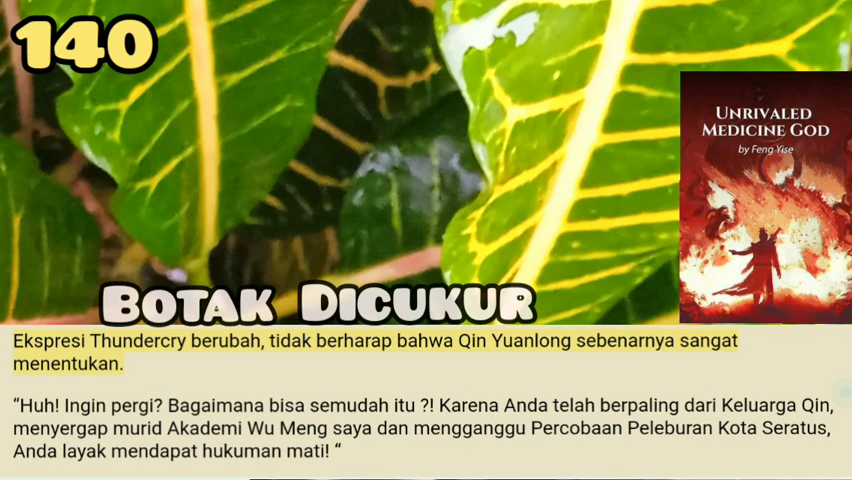 140
UNRIVALED
MEDICINE GOD
by Feng Yise
BOTAK DICUKUR
Ekspresi Thundercry berubah, tidak berharap bahwa Qin Yuanlong sebenarnya sangat
menentukan.
“Huh! Ingin pergi? Bagaimana bisa semudah itu ?! Karena Anda telah berpaling dari Keluarga Qin,
menyergap murid Akademi Wu Meng saya dan mengganggu Percobaan Peleburan Kota Seratus,
Anda layak mendapat hukuman mati! “